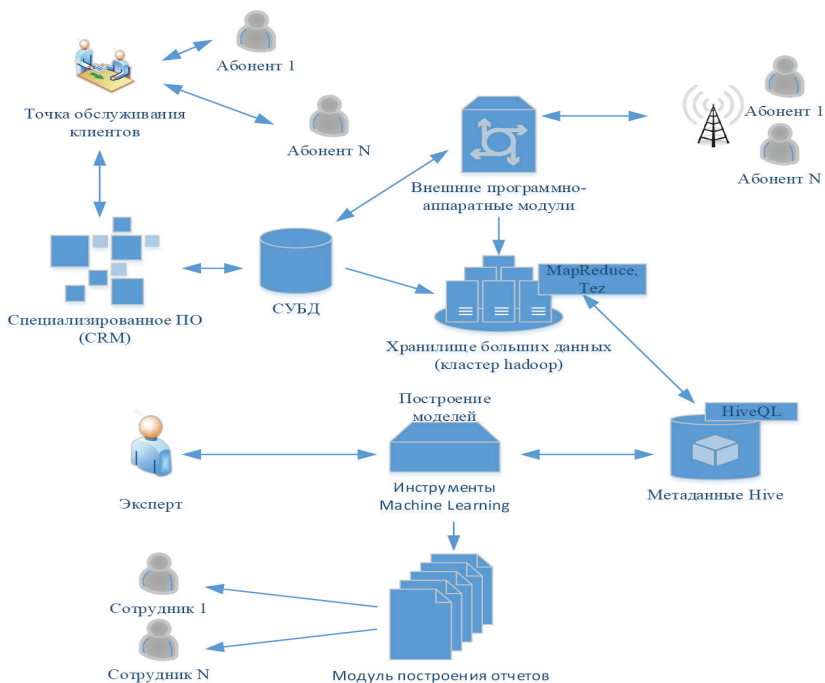 Абонент 1
Точка обслуживания
клиентов
Абонент N
Абонент 1
Абонент N
Внешние программно-
аппаратные модули
MapReduce,
Tez
СУБД
Специализированное ПО
(CRM)
Хранилище больших данных
(кластер hadoop)
Построение
моделей
HiveQL
Эксперт
Инструменты
Machine Learning
Метаданные Hive
Сотрудник 1
Сотрудник N
Модуль построения отчетов